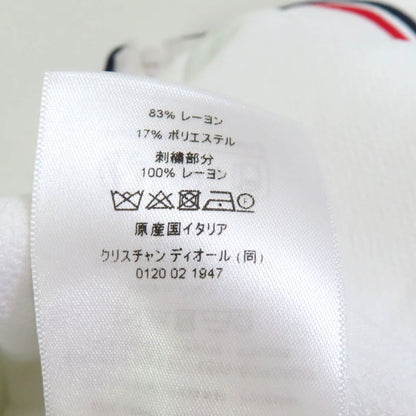 83% レーヨン
17% ポリエステル
刺繍部分
100% レーヨン
原産国イタリア
クリスチャン ディオール (同)
0120 02 1947